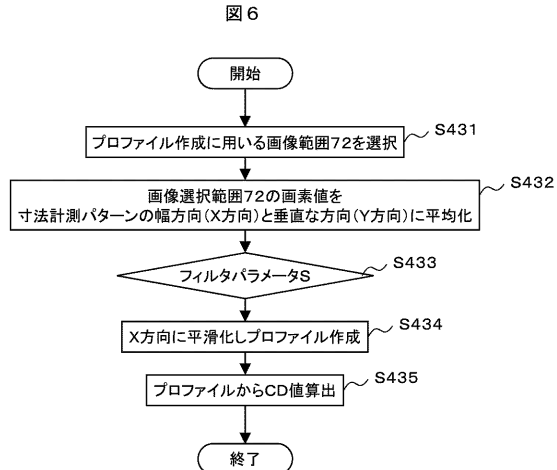 図6
開始
プロファイル作成に用いる画像範囲72を選択
S431
画像選択範囲72の画素値を
寸法計測パターンの幅方向(X方向)と垂直な方向(Y方向)に平均化
S432
フィルタパラメータS
S433
X方向に平滑化しプロファイル作成
S434
プロファイルからCD値算出
S435
終了